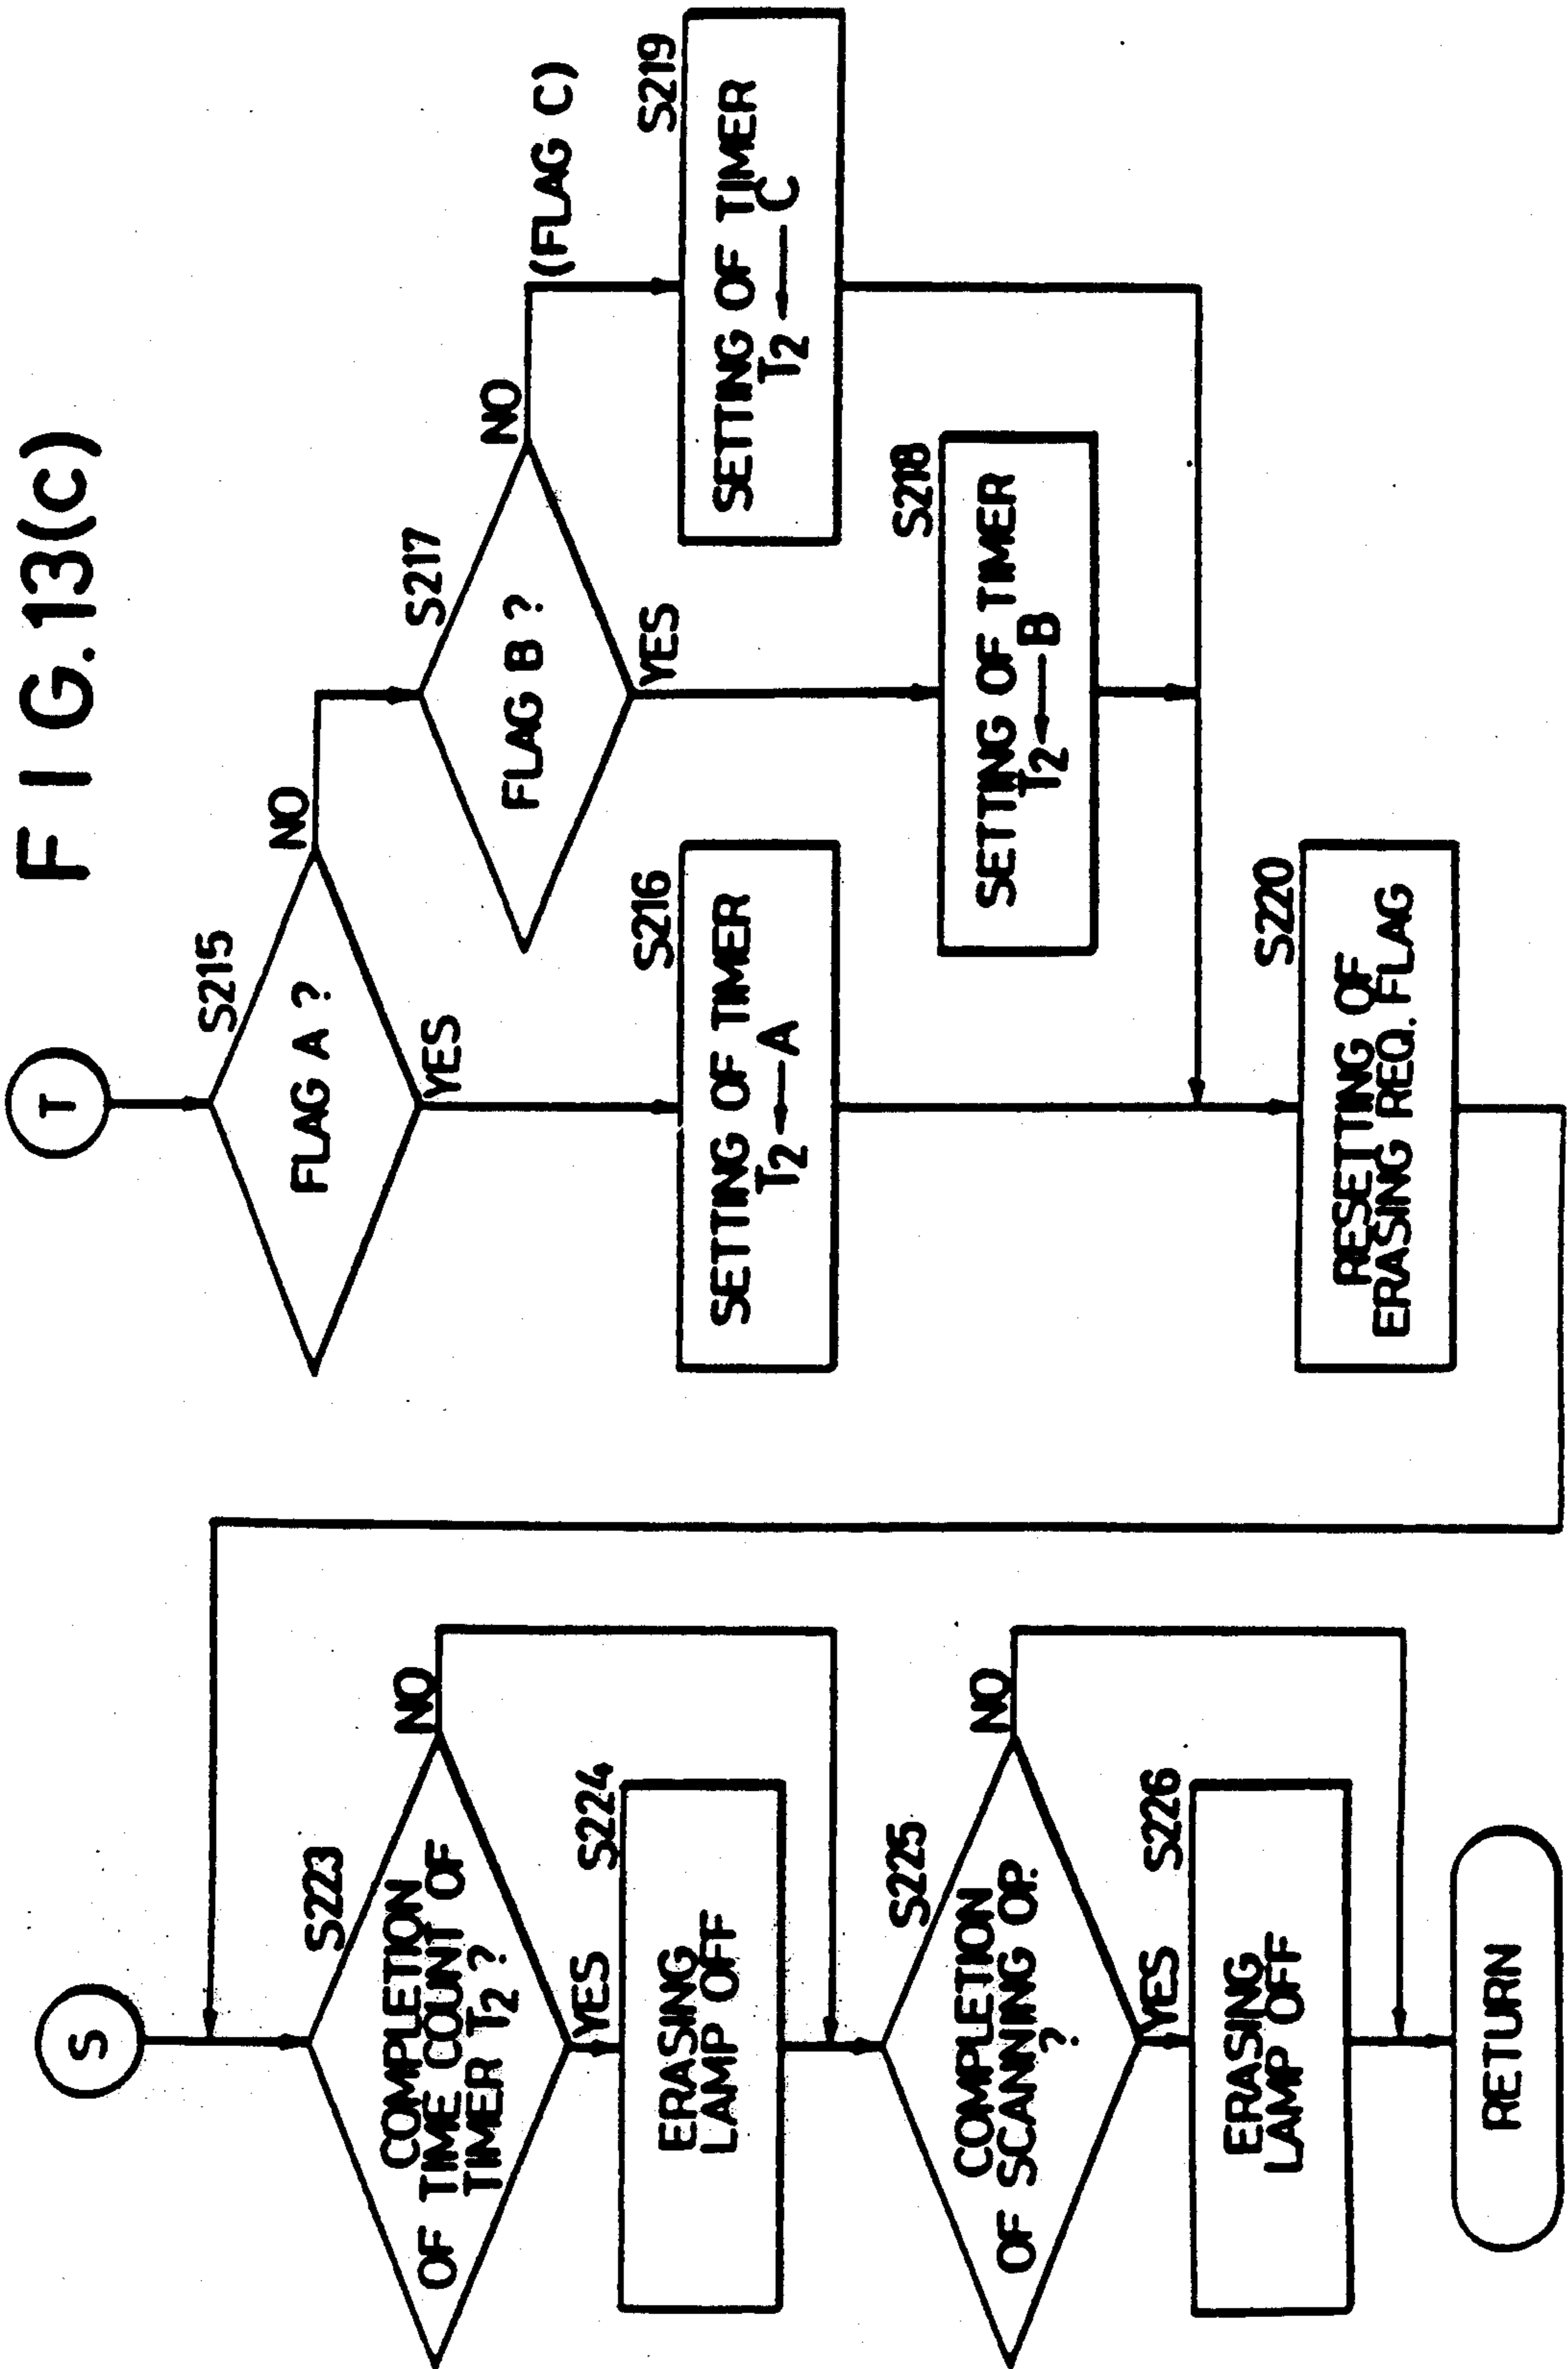 FIG.13(c)
S
S223
COMPLETION
OF TIME COUNT OF
TIMER T2 ?
NO
YES
S224
ERASING
LAMP OFF
S225
COMPLETION
OF SCANNING OP.
?
NO
YES
S226
ERASING
LAMP OFF
RETURN
T
S215
FLAG A ?
NO
YES
S216
SETTING OF TIMER
T2 ← A
S217
FLAG B ?
NO
YES
(FLAG C)
S218
SETTING OF TIMER
T2 ← B
S219
SETTING OF TIMER
T2 ← C
S220
RESETTING OF
ERASING REQ. FLAG